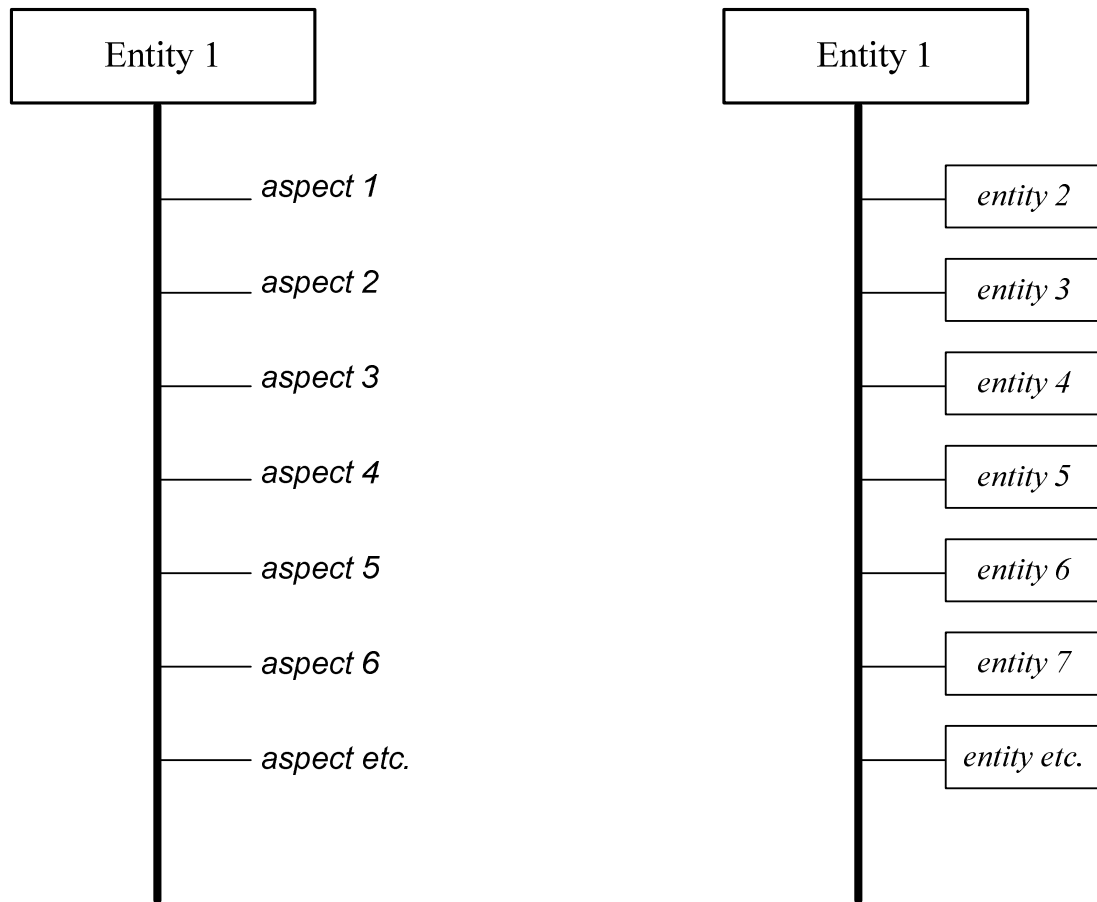 Entity 1
aspect 1
aspect 2
aspect 3
aspect 4
aspect 5
aspect 6
aspect etc.
Entity 1
entity 2
entity 3
entity 4
entity 5
entity 6
entity 7
entity etc.